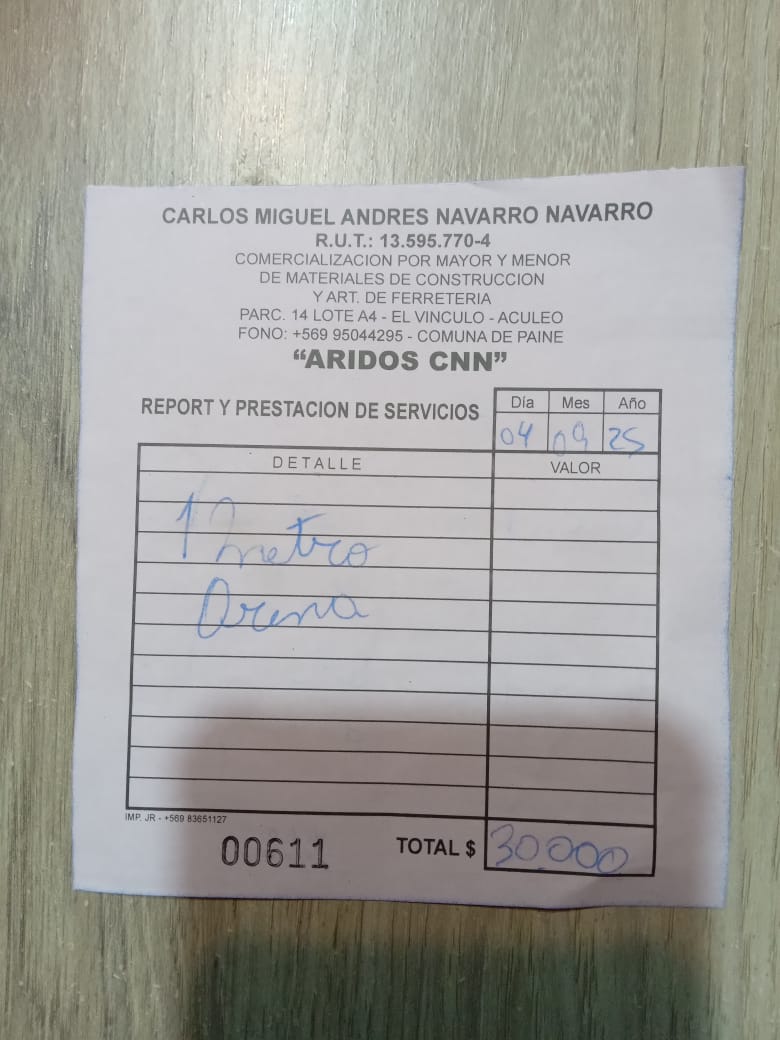 CARLOS MIGUEL ANDRES NAVARRO NAVARRO
R.U.T.: 13.595.770-4
COMERCIALIZACION POR MAYOR Y MENOR
DE MATERIALES DE CONSTRUCCION
Y ART. DE FERRETERIA
PARC. 14 LOTE A4 - EL VINCULO - ACULEO
FONO: +569 95044295 - COMUNA DE PAINE
“ARIDOS CNN”
REPORT Y PRESTACION DE SERVICIOS
Día Mes Año
04 09 25
DETALLE VALOR
1 metro
Arena
IMP. JR - +569 83651127
00611 TOTAL $ 30.000